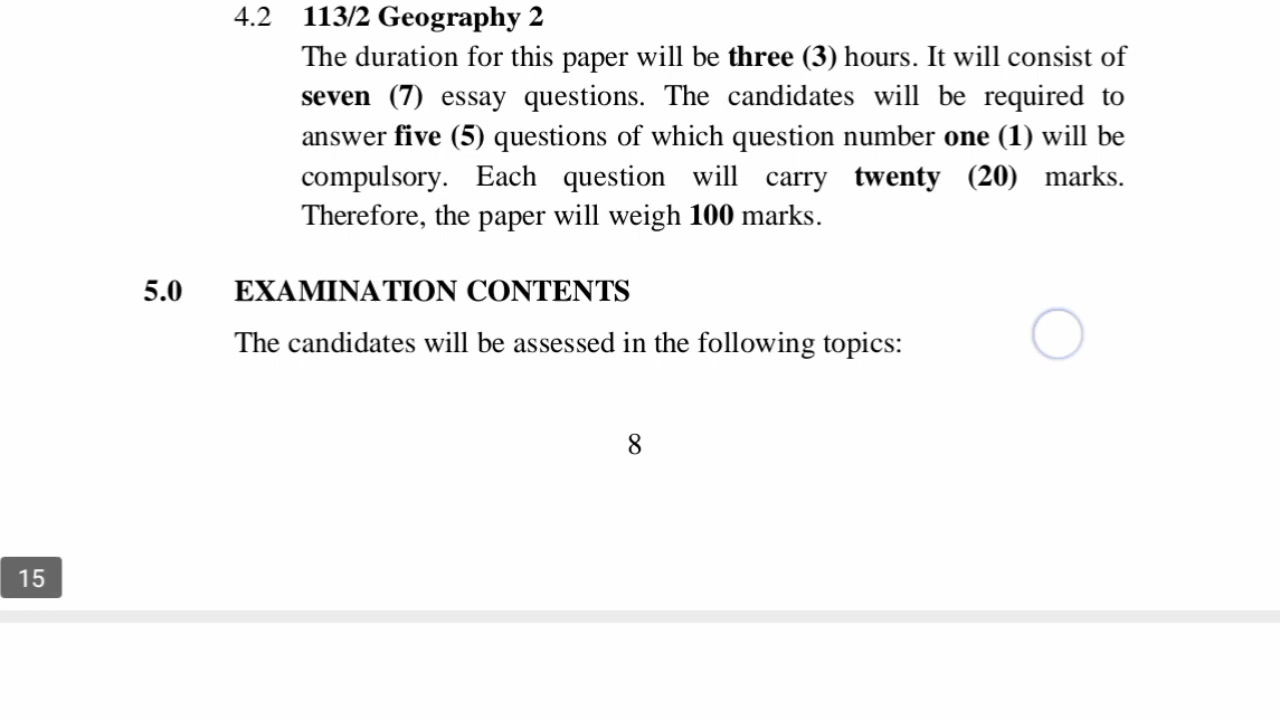 4.2 113/2 Geography 2
The duration for this paper will be three (3) hours. It will consist of
seven (7) essay questions. The candidates will be required to
answer five (5) questions of which question number one (1) will be
compulsory. Each question will carry twenty (20) marks.
Therefore, the paper will weigh 100 marks.
5.0 EXAMINATION CONTENTS
The candidates will be assessed in the following topics:
8
15